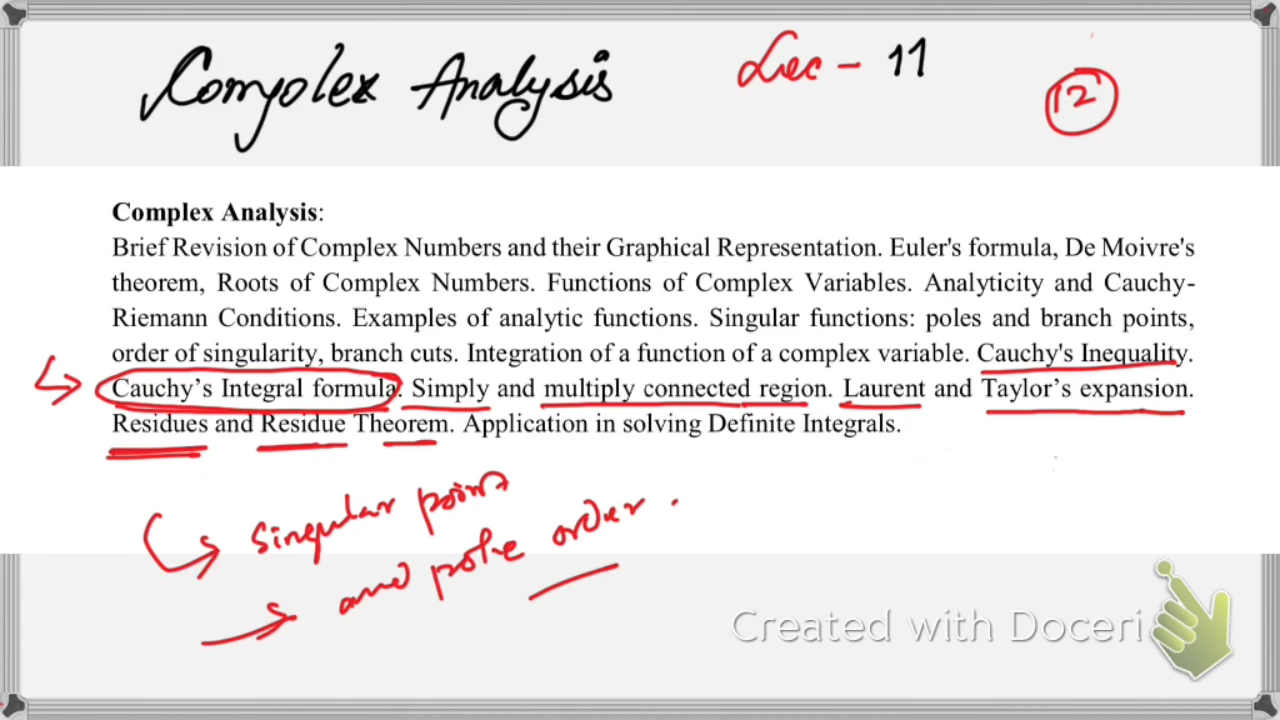 Complex Analysis Lec - 11
12
Complex Analysis:
Brief Revision of Complex Numbers and their Graphical Representation. Euler's formula, De Moivre's
theorem, Roots of Complex Numbers. Functions of Complex Variables. Analyticity and Cauchy-
Riemann Conditions. Examples of analytic functions. Singular functions: poles and branch points,
order of singularity, branch cuts. Integration of a function of a complex variable. Cauchy's Inequality.
Cauchy’s Integral formula. Simply and multiply connected region. Laurent and Taylor’s expansion.
Residues and Residue Theorem. Application in solving Definite Integrals.
singular point
and pole order.
Created with Doceri